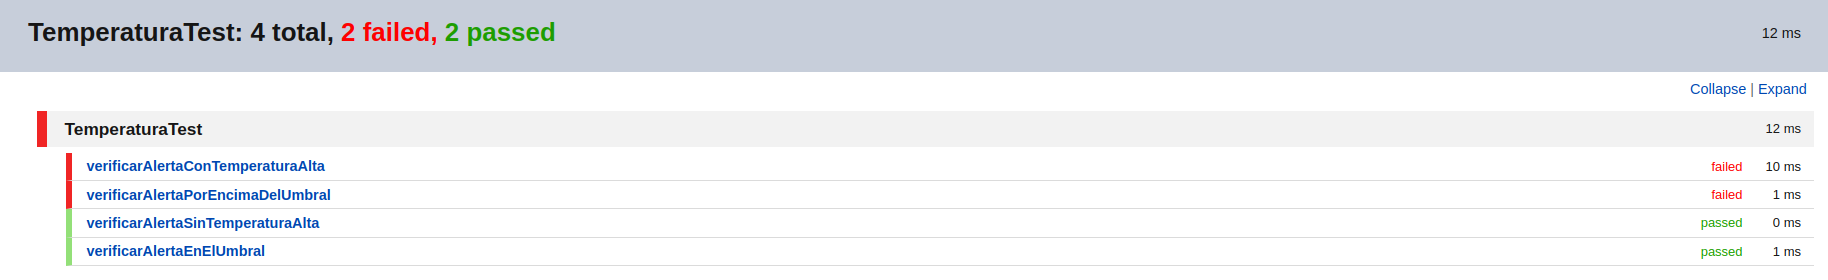 TemperaturaTest: 4 total, 2 failed, 2 passed 12 ms
Collapse | Expand
TemperaturaTest 12 ms
verificarAlertaConTemperaturaAlta failed 10 ms
verificarAlertaPorEncimaDelUmbral failed 1 ms
verificarAlertaSinTemperaturaAlta passed 0 ms
verificarAlertaEnElUmbral passed 1 ms